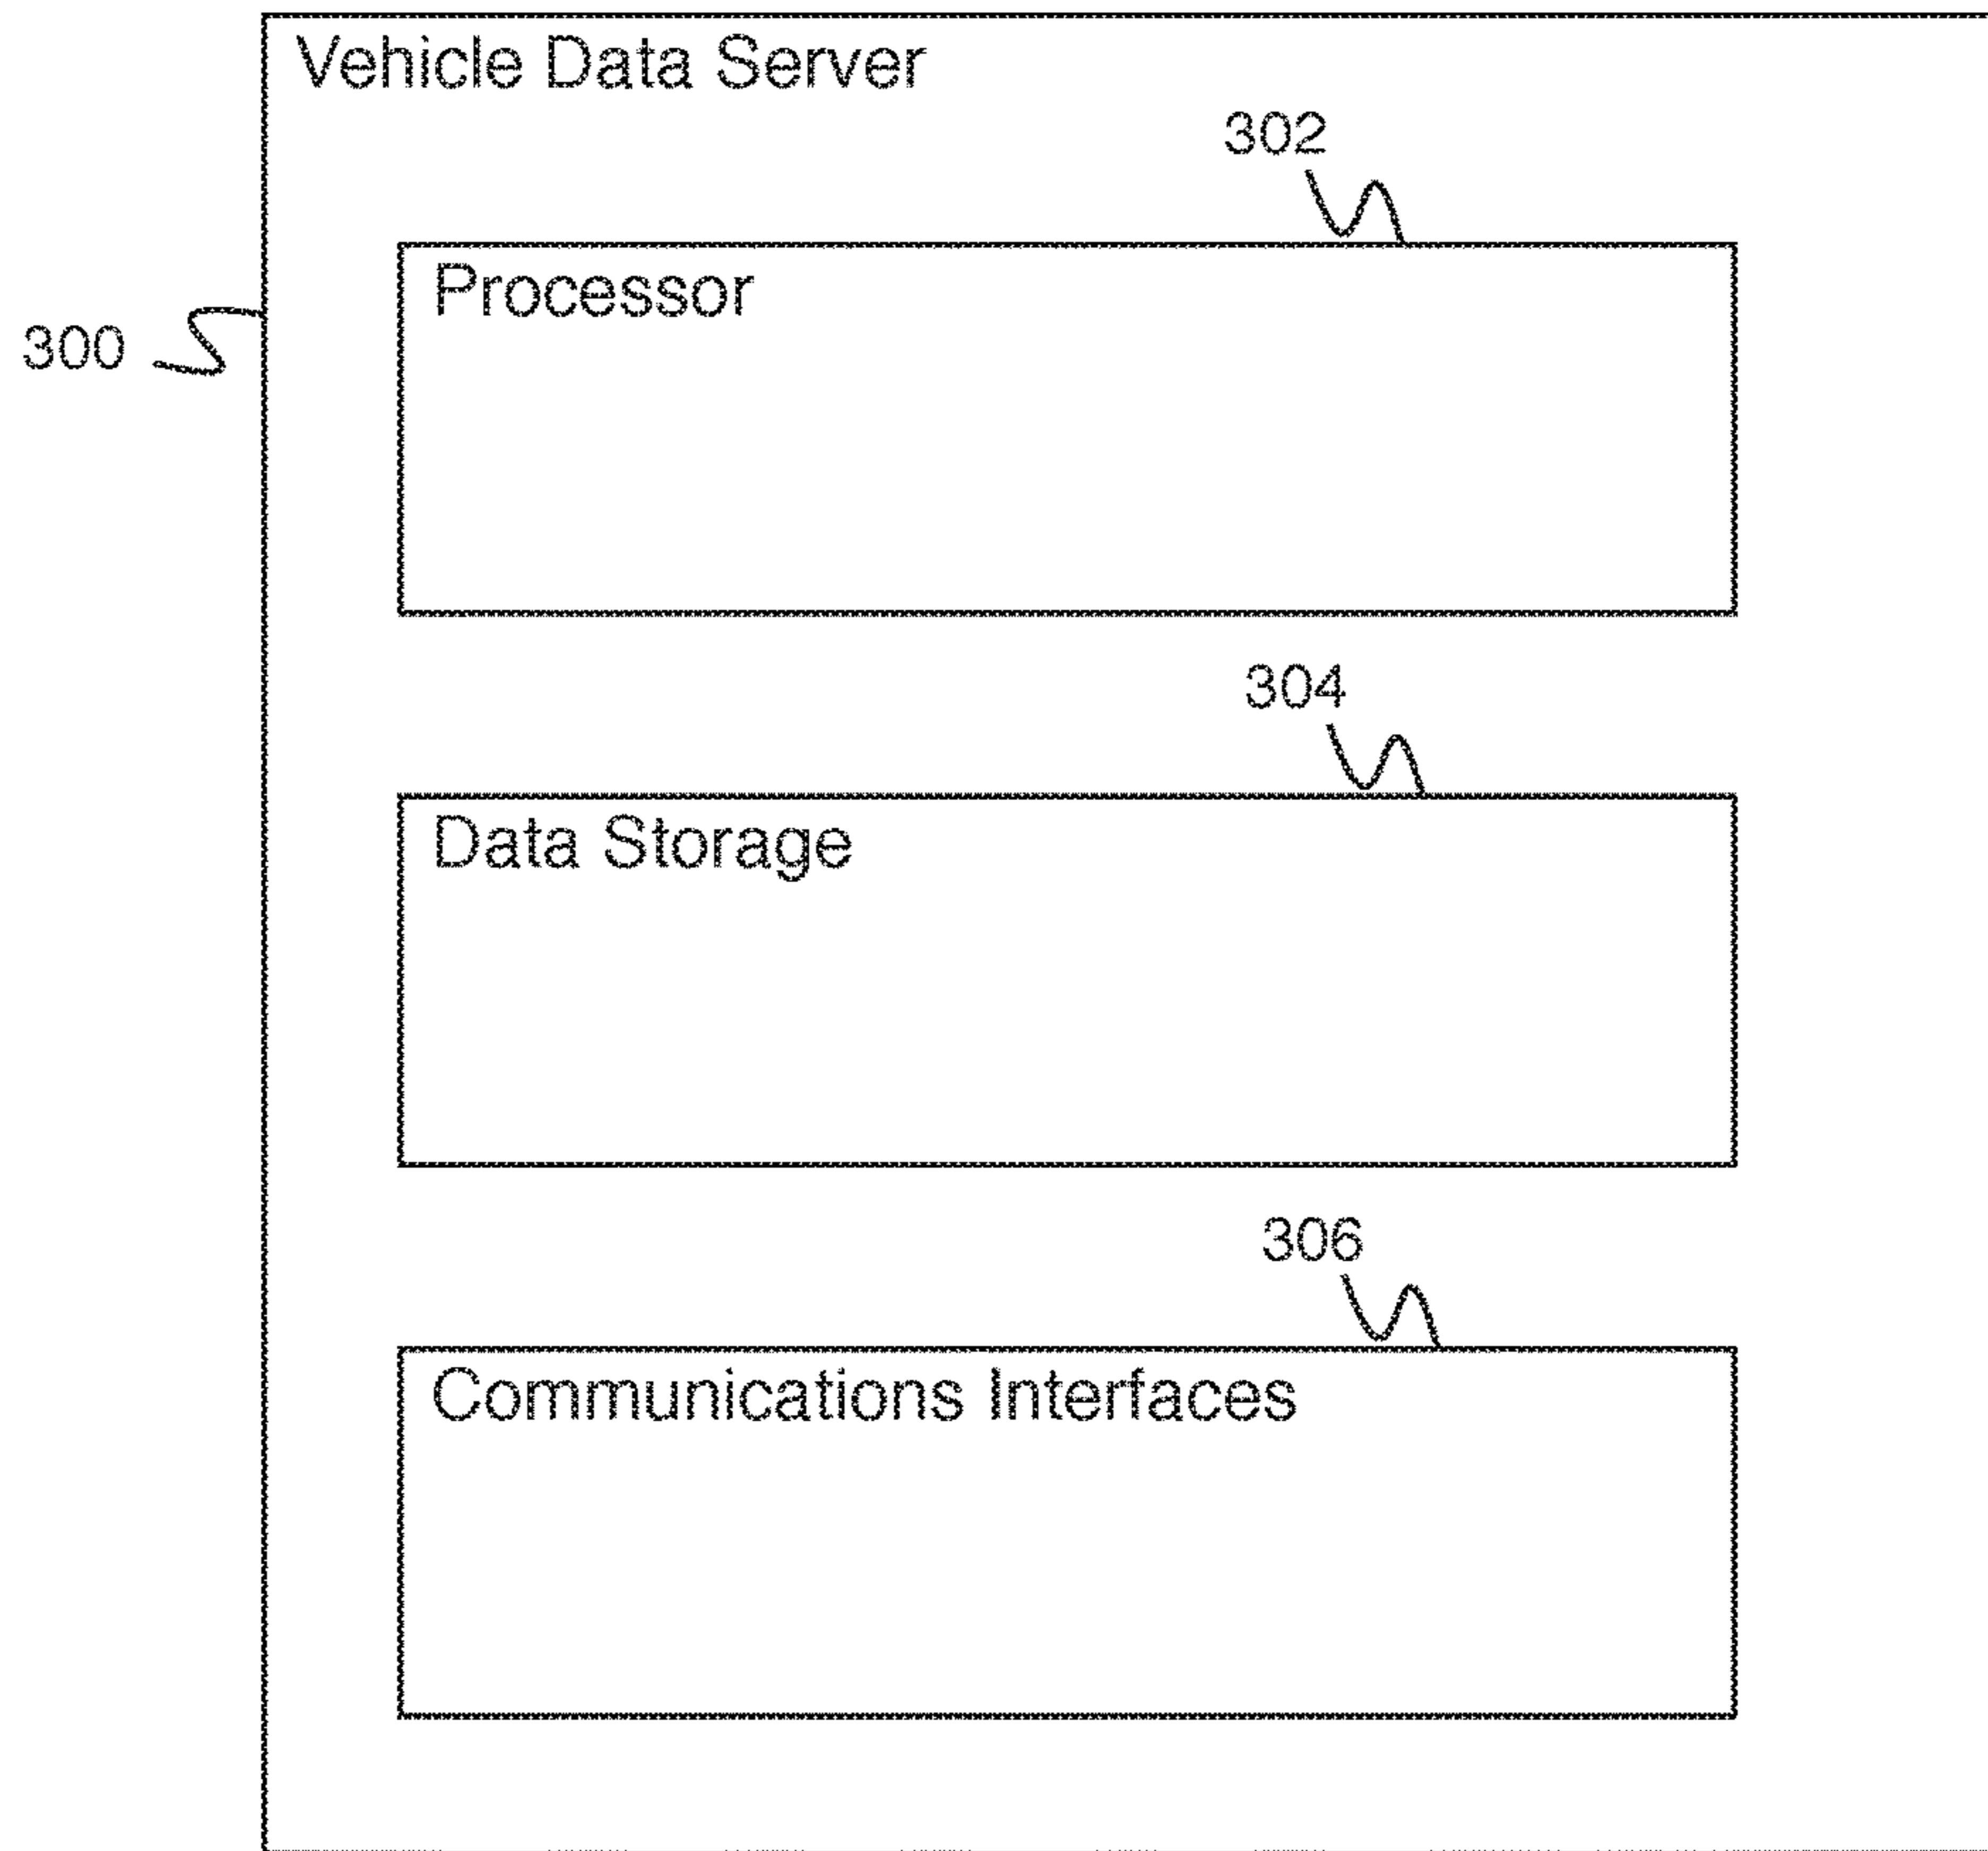 Vehicle Data Server
302
Processor
300
304
Data Storage
306
Communications Interfaces